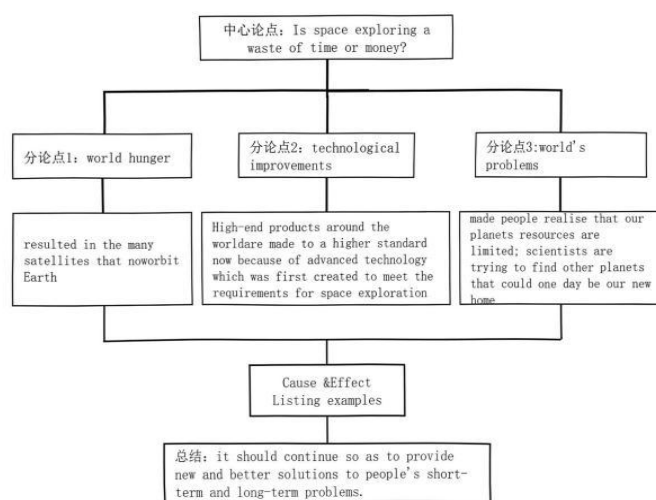 中心论点: Is space exploring a
waste of time or money?
分论点1: world hunger
分论点2: technological
improvements
分论点3:world's
problems
resulted in the many
satellites that noworbit
Earth
High-end products around the
worldare made to a higher standard
now because of advanced technology
which was first created to meet the
requirements for space exploration
made people realise that our
planets resources are
limited; scientists are
trying to find other planets
that could one day be our new
home
Cause &Effect
Listing examples
总结: it should continue so as to provide
new and better solutions to people's short-
term and long-term problems.